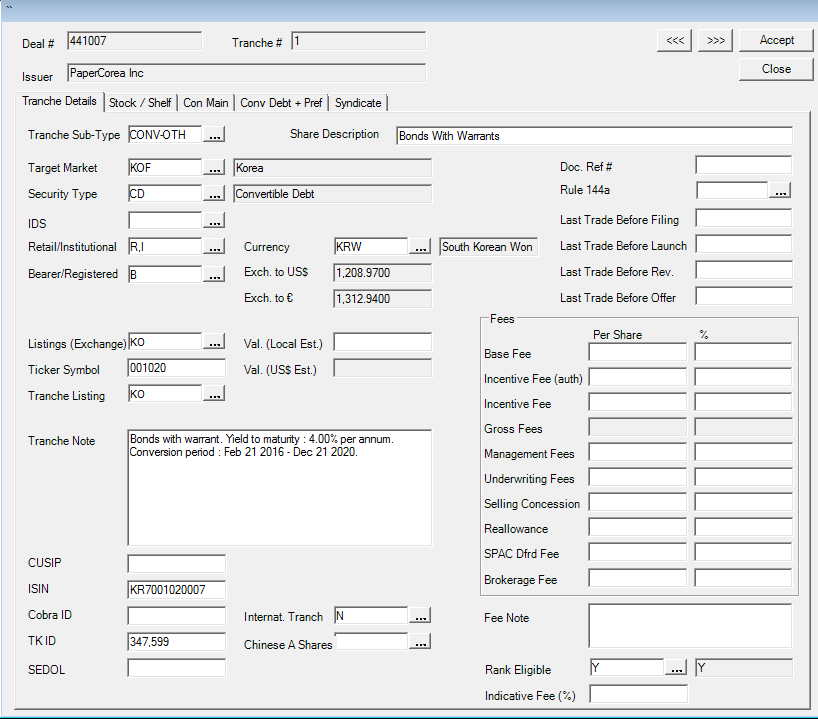 Deal # 441007 Tranche # 1 <<< >>> Accept
Issuer PaperCorea Inc Close
Tranche Details Stock / Shelf Con Main Conv Debt + Pref Syndicate
Tranche Sub-Type CONV-OTH ... Share Description Bonds With Warrants
Target Market KOF ... Korea Doc. Ref #
Security Type CD ... Convertible Debt Rule 144a ...
IDS ... Last Trade Before Filing
Retail/Institutional R,I ... Currency KRW ... South Korean Won Last Trade Before Launch
Bearer/Registered B ... Exch. to US$ 1,208.9700 Last Trade Before Rev.
Exch. to € 1,312.9400 Last Trade Before Offer
Fees
Per Share %
Listings (Exchange) KO ... Val. (Local Est.) Base Fee
Ticker Symbol 001020 Val. (US$ Est.) Incentive Fee (auth)
Tranche Listing KO ... Incentive Fee
Gross Fees
Tranche Note Bonds with warrant. Yield to maturity : 4.00% per annum.
Conversion period : Feb 21 2016 - Dec 21 2020.
Management Fees
Underwriting Fees
Selling Concession
Reallowance
SPAC Dfrd Fee
CUSIP
Brokerage Fee
ISIN KR7001020007
Cobra ID Internat. Tranch N ... Fee Note
TK ID 347,599 Chinese A Shares ...
SEDOL Rank Eligible Y ... Y
Indicative Fee (%)